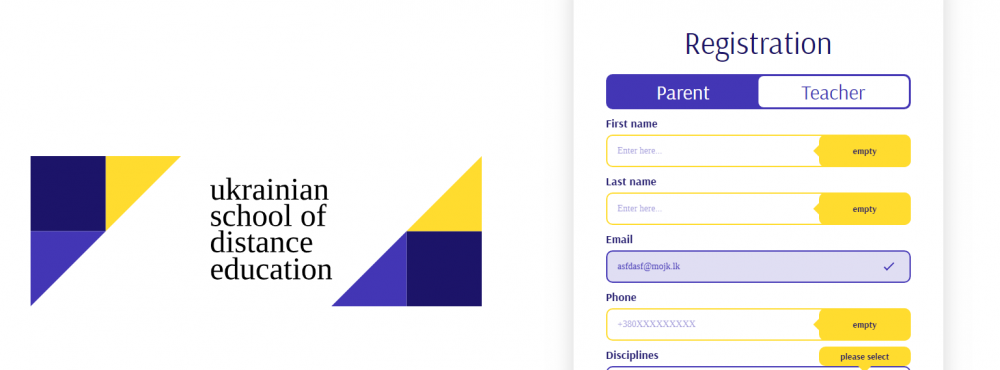 ukrainian
school of
distance
education
Registration
Parent Teacher
First name
Enter here... empty
Last name
Enter here... empty
Email
asfdasf@mojk.lk
Phone
+380XXXXXXXXX empty
Disciplines please select